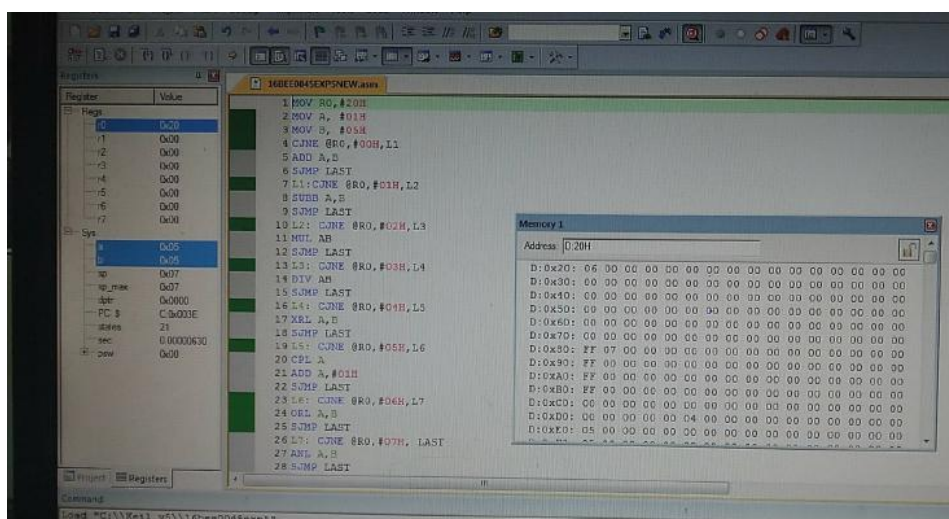 Registers
Register Value
Regs
r0 0x20
r1 0x00
r2 0x00
r3 0x00
r4 0x00
r5 0x00
r6 0x00
r7 0x00
Sys
a 0x05
b 0x05
sp 0x07
sp_max 0x07
dptr 0x0000
PC $ C:0x003E
states 21
sec 0.00000630
psw 0x00
Project Registers
16BEE0045EXP5NEW.asm
1 MOV R0,#20H
2 MOV A, #01H
3 MOV B, #05H
4 CJNE @R0,#00H,L1
5 ADD A,B
6 SJMP LAST
7 L1:CJNE @R0,#01H,L2
8 SUBB A,B
9 SJMP LAST
10 L2: CJNE @R0,#02H,L3
11 MUL AB
12 SJMP LAST
13 L3: CJNE @R0,#03H,L4
14 DIV AB
15 SJMP LAST
16 L4: CJNE @R0,#04H,L5
17 XRL A,B
18 SJMP LAST
19 L5: CJNE @R0,#05H,L6
20 CPL A
21 ADD A,#01H
22 SJMP LAST
23 L6: CJNE @R0,#06H,L7
24 ORL A,B
25 SJMP LAST
26 L7: CJNE @R0,#07H, LAST
27 ANL A,B
28 SJMP LAST
Memory 1
Address: D:20H
D:0x20: 06 00 00 00 00 00 00 00 00 00 00 00 00 00 00 00
D:0x30: 00 00 00 00 00 00 00 00 00 00 00 00 00 00 00 00
D:0x40: 00 00 00 00 00 00 00 00 00 00 00 00 00 00 00 00
D:0x50: 00 00 00 00 00 00 00 00 00 00 00 00 00 00 00 00
D:0x60: 00 00 00 00 00 00 00 00 00 00 00 00 00 00 00 00
D:0x70: 00 00 00 00 00 00 00 00 00 00 00 00 00 00 00 00
D:0x80: FF 07 00 00 00 00 00 00 00 00 00 00 00 00 00 00
D:0x90: FF 00 00 00 00 00 00 00 00 00 00 00 00 00 00 00
D:0xA0: FF 00 00 00 00 00 00 00 00 00 00 00 00 00 00 00
D:0xB0: FF 00 00 00 00 00 00 00 00 00 00 00 00 00 00 00
D:0xC0: 00 00 00 00 00 00 00 00 00 00 00 00 00 00 00 00
D:0xD0: 00 00 00 00 00 04 00 00 00 00 00 00 00 00 00 00
D:0xE0: 05 00 00 00 00 00 00 00 00 00 00 00 00 00 00 00
Command